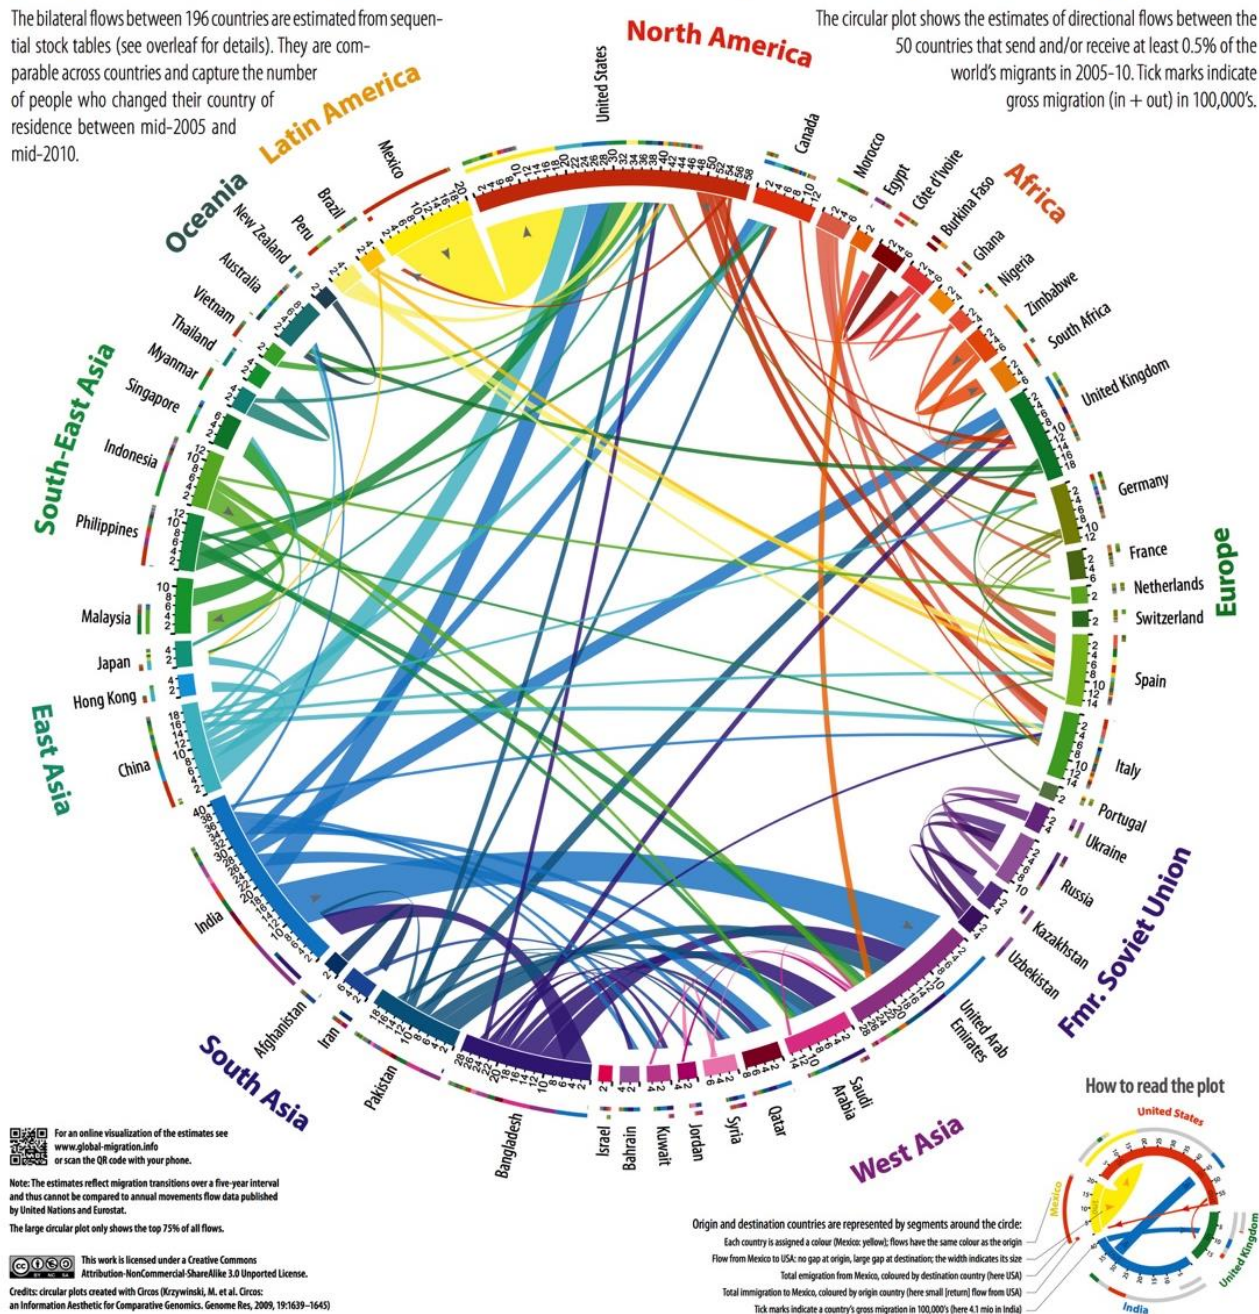 The bilateral flows between 196 countries are estimated from sequen-
tial stock tables (see overleaf for details). They are com-
parable across countries and capture the number
of people who changed their country of
residence between mid-2005 and
mid-2010.
The circular plot shows the estimates of directional flows between the
50 countries that send and/or receive at least 0.5% of the
world's migrants in 2005-10. Tick marks indicate
gross migration (in + out) in 100,000's.
North America
United States
Canada
Africa
Morocco
Egypt
Côte d'Ivoire
Burkina Faso
Ghana
Nigeria
Zimbabwe
South Africa
Europe
United Kingdom
Germany
France
Netherlands
Switzerland
Spain
Italy
Portugal
Fmr. Soviet Union
Ukraine
Russia
Kazakhstan
Uzbekistan
West Asia
United Arab
Emirates
Saudi
Arabia
Qatar
Syria
Jordan
Kuwait
Bahrain
Israel
South Asia
Bangladesh
Pakistan
Iran
Afghanistan
India
East Asia
China
Hong Kong
Japan
South-East Asia
Malaysia
Philippines
Indonesia
Singapore
Myanmar
Thailand
Vietnam
Oceania
Australia
New Zealand
Latin America
Peru
Brazil
Mexico
For an online visualization of the estimates see
www.global-migration.info
or scan the QR code with your phone.
Note: The estimates reflect migration transitions over a five-year interval
and thus cannot be compared to annual movements flow data published
by United Nations and Eurostat.
The large circular plot only shows the top 75% of all flows.
This work is licensed under a Creative Commons
Attribution-NonCommercial-ShareAlike 3.0 Unported License.
Credits: circular plots created with Circos (Krzywinski, M. et al. Circos:
an Information Aesthetic for Comparative Genomics. Genome Res, 2009, 19:1639–1645)
How to read the plot
United States
Mexico
United Kingdom
India
Origin and destination countries are represented by segments around the circle:
Each country is assigned a colour (Mexico: yellow); flows have the same colour as the origin
Flow from Mexico to USA: no gap at origin, large gap at destination; the width indicates its size
Total emigration from Mexico, coloured by destination country (here USA)
Total immigration to Mexico, coloured by origin country (here small [return] flow from USA)
Tick marks indicate a country's gross migration in 100,000's (here 4.1 mio in India)